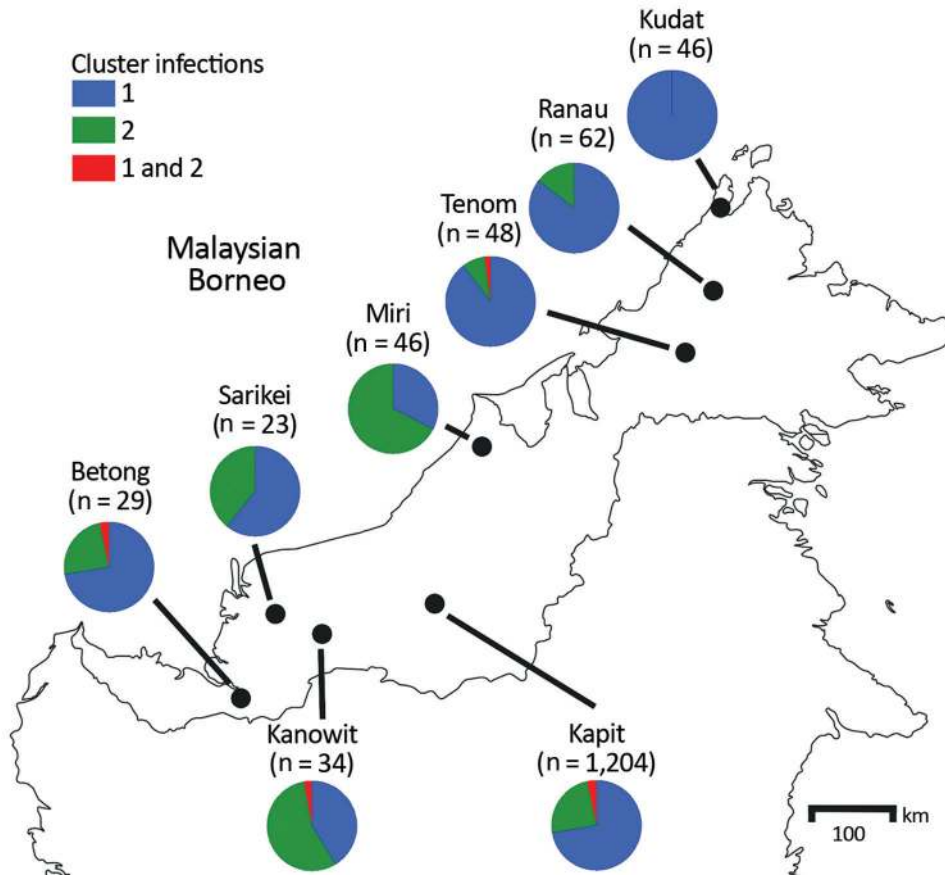 Cluster infections
1
2
1 and 2
Malaysian
Borneo
Kudat
(n = 46)
Ranau
(n = 62)
Tenom
(n = 48)
Miri
(n = 46)
Sarikei
(n = 23)
Betong
(n = 29)
Kanowit
(n = 34)
Kapit
(n = 1,204)
100 km